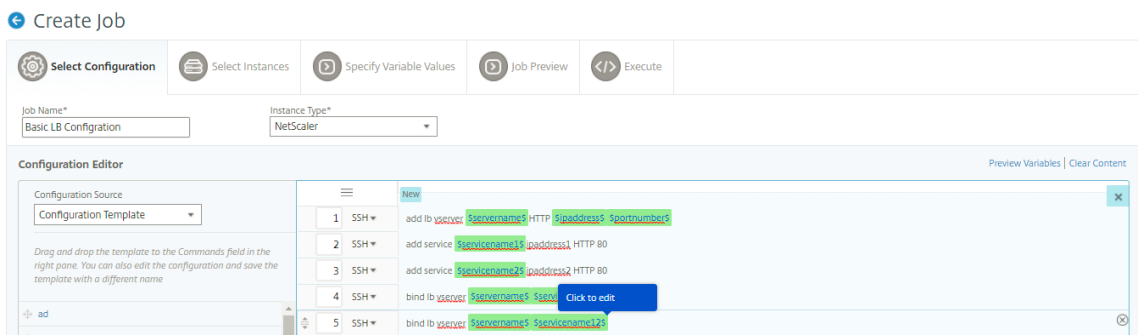 Create Job
Select Configuration
Select Instances
Specify Variable Values
Job Preview
Execute
Job Name*
Instance Type*
Basic LB Configration
NetScaler
Configuration Editor
Preview Variables | Clear Content
Configuration Source
Configuration Template
Drag and drop the template to the Commands field in the
right pane. You can also edit the configuration and save the
template with a different name
ad
New
1 SSH add lb vserver $servername$ HTTP $ipaddress$ $portnumber$
2 SSH add service $servicename1$ ipaddress1 HTTP 80
3 SSH add service $servicename2$ ipaddress2 HTTP 80
4 SSH bind lb vserver $servername$ $servi
Click to edit
5 SSH bind lb vserver $servername$ $servicename12$